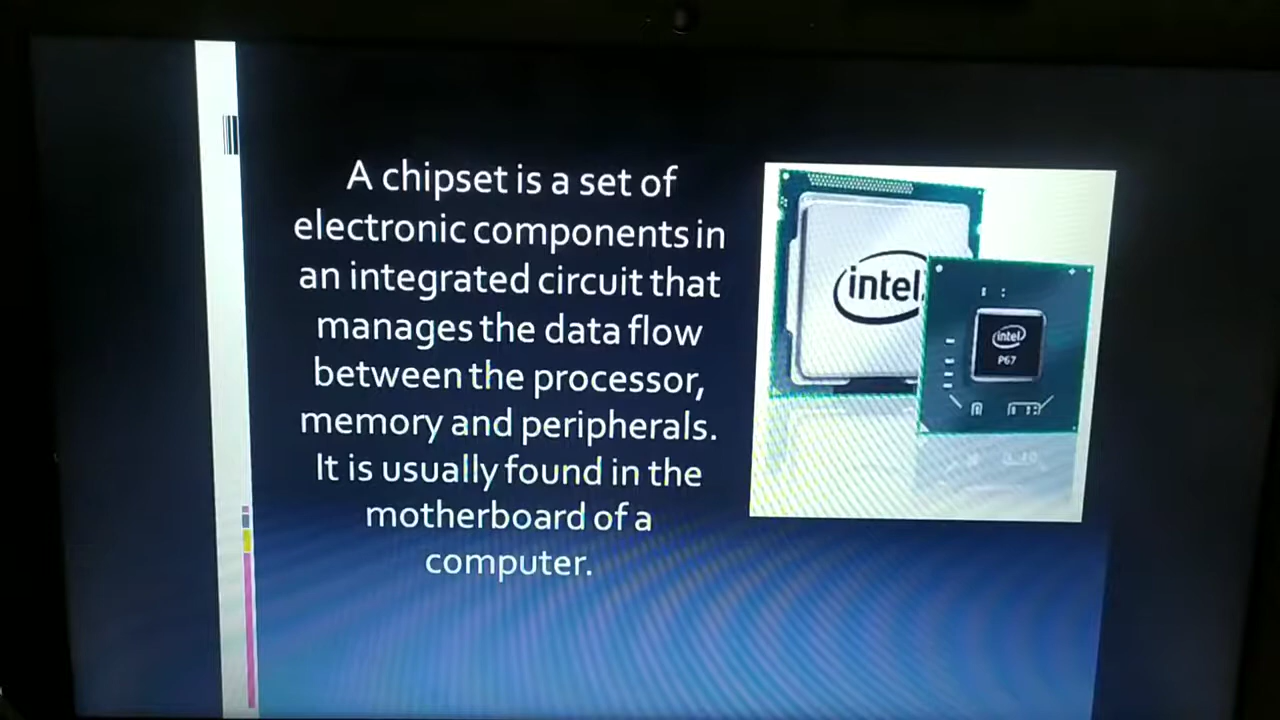 A chipset is a set of
electronic components in
an integrated circuit that
manages the data flow
between the processor,
memory and peripherals.
It is usually found in the
motherboard of a
computer.
intel
intel
P67